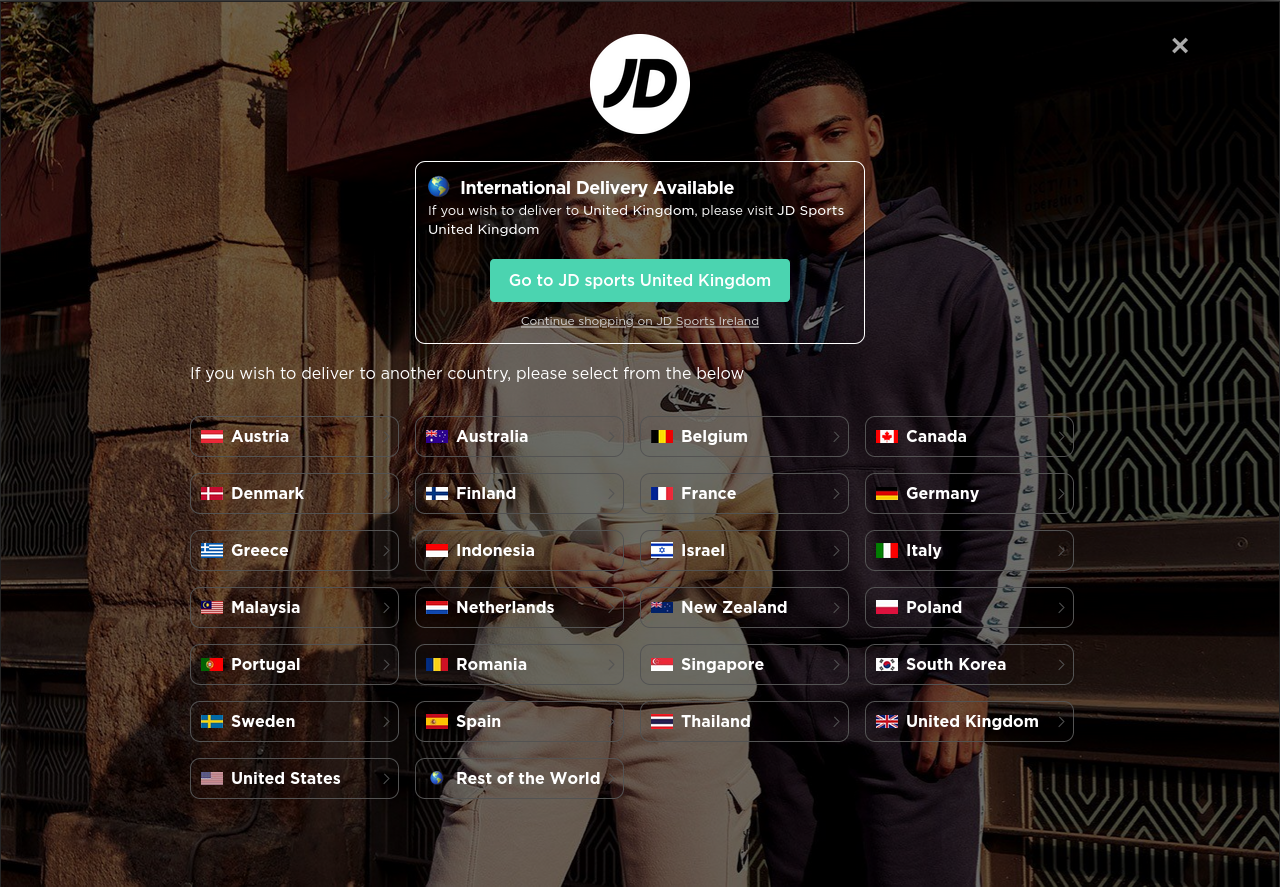 JD
International Delivery Available
If you wish to deliver to United Kingdom, please visit JD Sports
United Kingdom
Go to JD sports United Kingdom
Continue shopping on JD Sports Ireland
NIKE
If you wish to deliver to another country, please select from the below
Austria
Australia
Belgium
Canada
Denmark
Finland
France
Germany
Greece
Indonesia
Israel
Italy
Malaysia
Netherlands
New Zealand
Poland
Portugal
Romania
Singapore
South Korea
Sweden
Spain
Thailand
United Kingdom
United States
Rest of the World